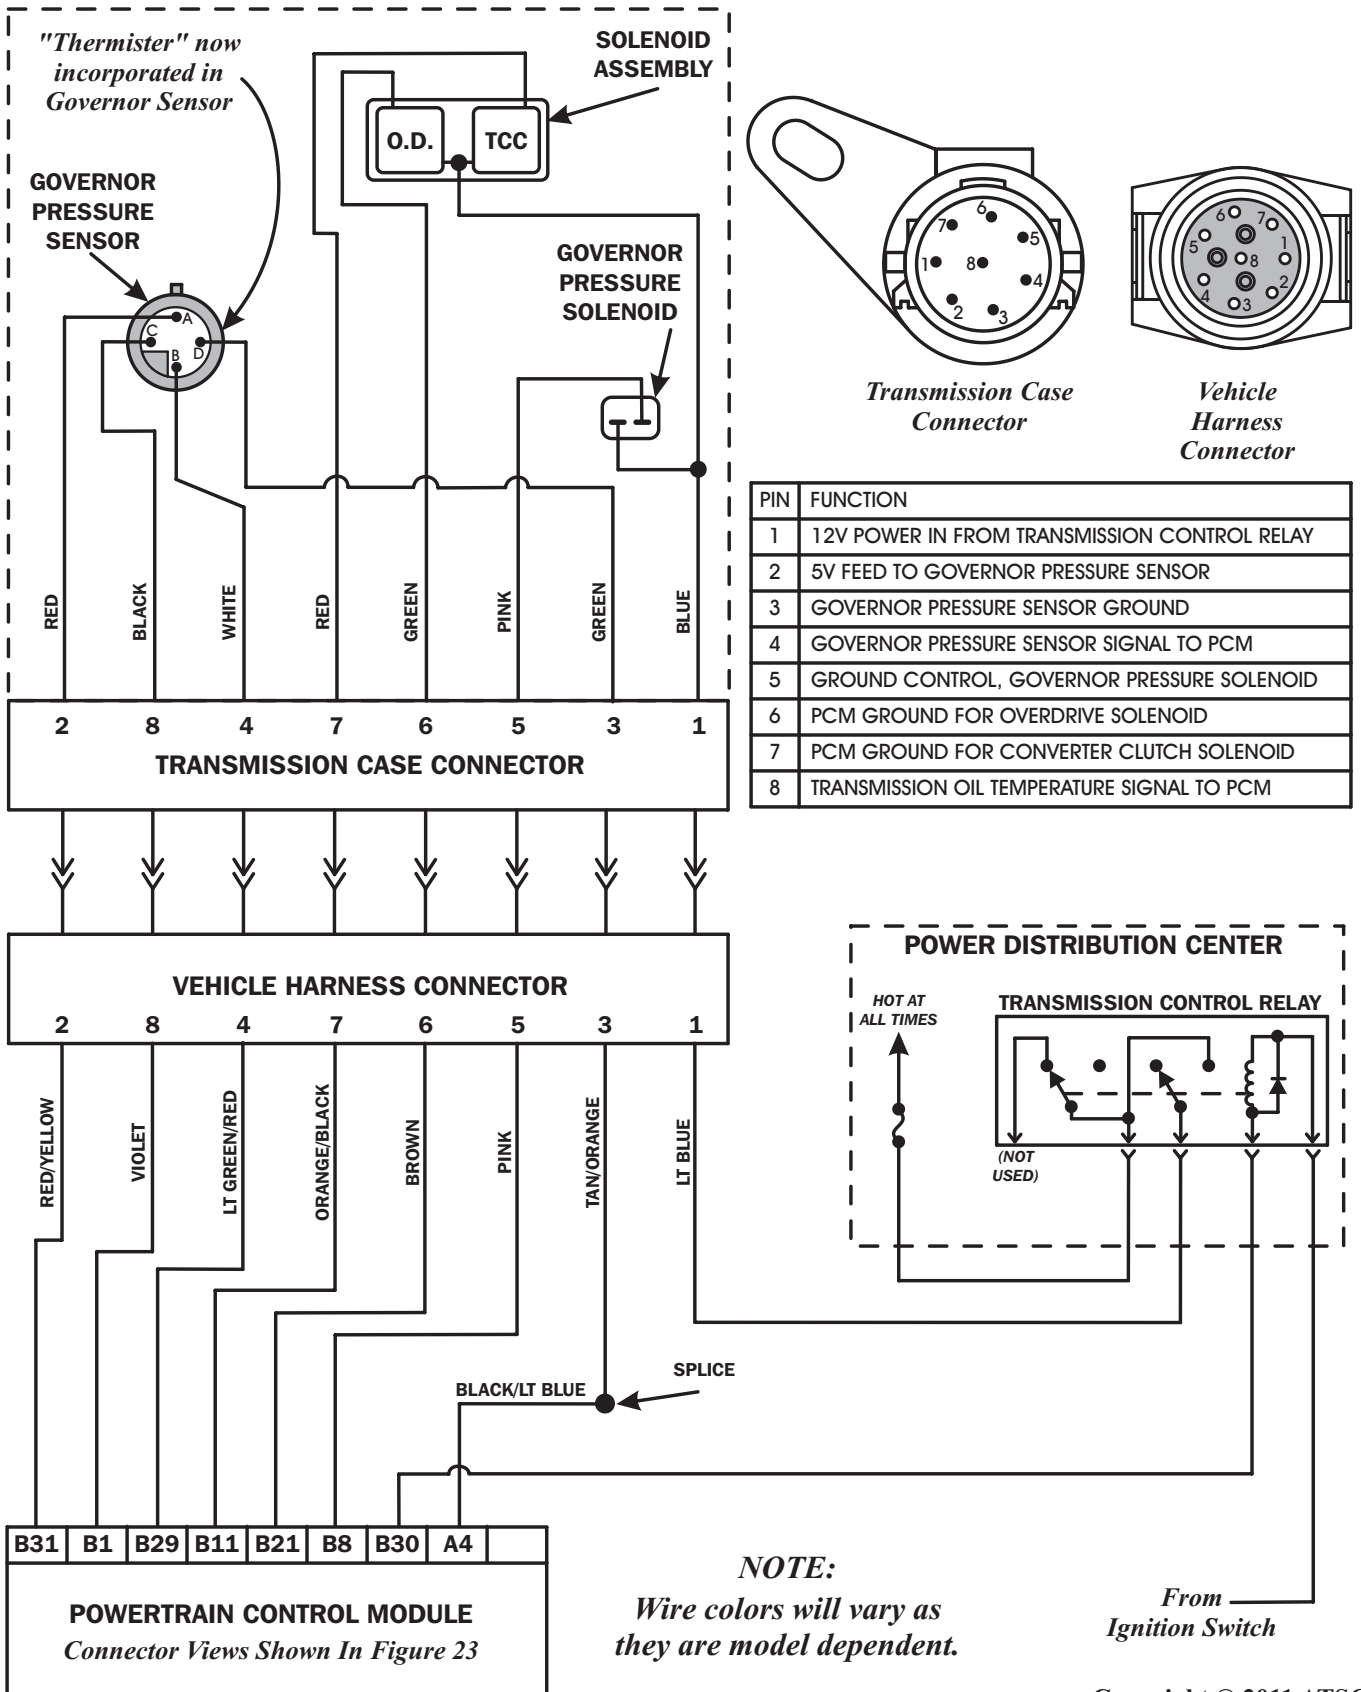 "Thermister" now
incorporated in
Governor Sensor
SOLENOID
ASSEMBLY
O.D.
TCC
GOVERNOR
PRESSURE
SENSOR
GOVERNOR
PRESSURE
SOLENOID
A
C
B
D
RED
BLACK
WHITE
RED
GREEN
PINK
GREEN
BLUE
2 8 4 7 6 5 3 1
TRANSMISSION CASE CONNECTOR
6
7
5
1
8
4
2
3
Transmission Case
Connector
6
7
5
1
8
4
2
3
Vehicle
Harness
Connector
PIN FUNCTION
1 12V POWER IN FROM TRANSMISSION CONTROL RELAY
2 5V FEED TO GOVERNOR PRESSURE SENSOR
3 GOVERNOR PRESSURE SENSOR GROUND
4 GOVERNOR PRESSURE SENSOR SIGNAL TO PCM
5 GROUND CONTROL, GOVERNOR PRESSURE SOLENOID
6 PCM GROUND FOR OVERDRIVE SOLENOID
7 PCM GROUND FOR CONVERTER CLUTCH SOLENOID
8 TRANSMISSION OIL TEMPERATURE SIGNAL TO PCM
VEHICLE HARNESS CONNECTOR
2 8 4 7 6 5 3 1
RED/YELLOW
VIOLET
LT GREEN/RED
ORANGE/BLACK
BROWN
PINK
TAN/ORANGE
LT BLUE
POWER DISTRIBUTION CENTER
HOT AT
ALL TIMES
TRANSMISSION CONTROL RELAY
(NOT
USED)
SPLICE
BLACK/LT BLUE
B31 B1 B29 B11 B21 B8 B30 A4
POWERTRAIN CONTROL MODULE
Connector Views Shown In Figure 23
NOTE:
Wire colors will vary as
they are model dependent.
From
Ignition Switch
Copyright © 2011 ATSG